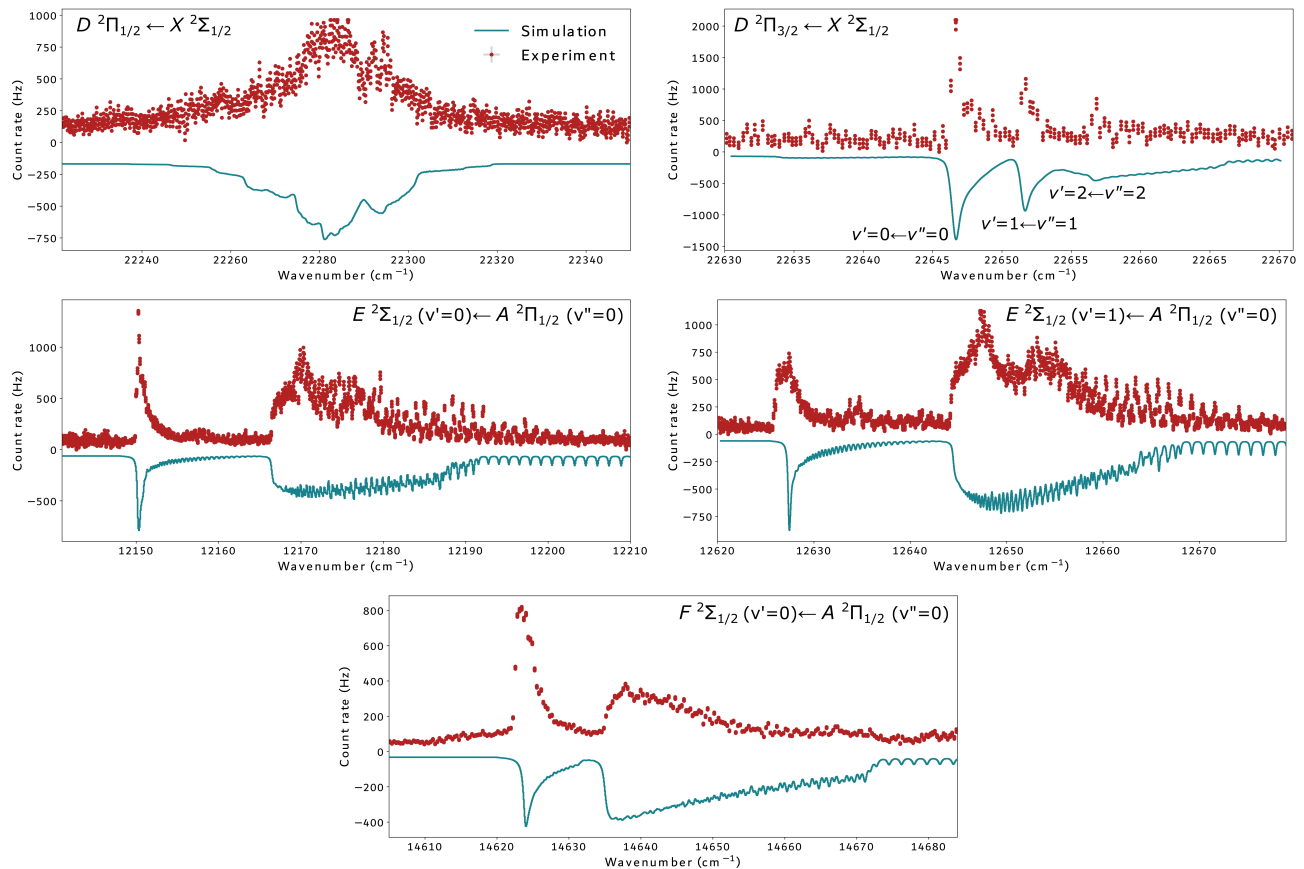 D ²Π₁/₂ ← X ²Σ₁/₂
Simulation
Experiment
Count rate (Hz)
1000
750
500
250
0
−250
−500
−750
22240 22260 22280 22300 22320 22340
Wavenumber (cm⁻¹)
D ²Π₃/₂ ← X ²Σ₁/₂
Count rate (Hz)
2000
1500
1000
500
0
−500
−1000
−1500
v'=2←v''=2
v'=1←v''=1
v'=0←v''=0
22630 22635 22640 22645 22650 22655 22660 22665 22670
Wavenumber (cm⁻¹)
E ²Σ₁/₂ (v'=0)← A ²Π₁/₂ (v"=0)
Count rate (Hz)
1000
500
0
−500
12150 12160 12170 12180 12190 12200 12210
Wavenumber (cm⁻¹)
E ²Σ₁/₂ (v'=1)← A ²Π₁/₂ (v"=0)
Count rate (Hz)
1000
750
500
250
0
−250
−500
−750
12620 12630 12640 12650 12660 12670
Wavenumber (cm⁻¹)
F ²Σ₁/₂ (v'=0)← A ²Π₁/₂ (v"=0)
Count rate (Hz)
800
600
400
200
0
−200
−400
14610 14620 14630 14640 14650 14660 14670 14680
Wavenumber (cm⁻¹)